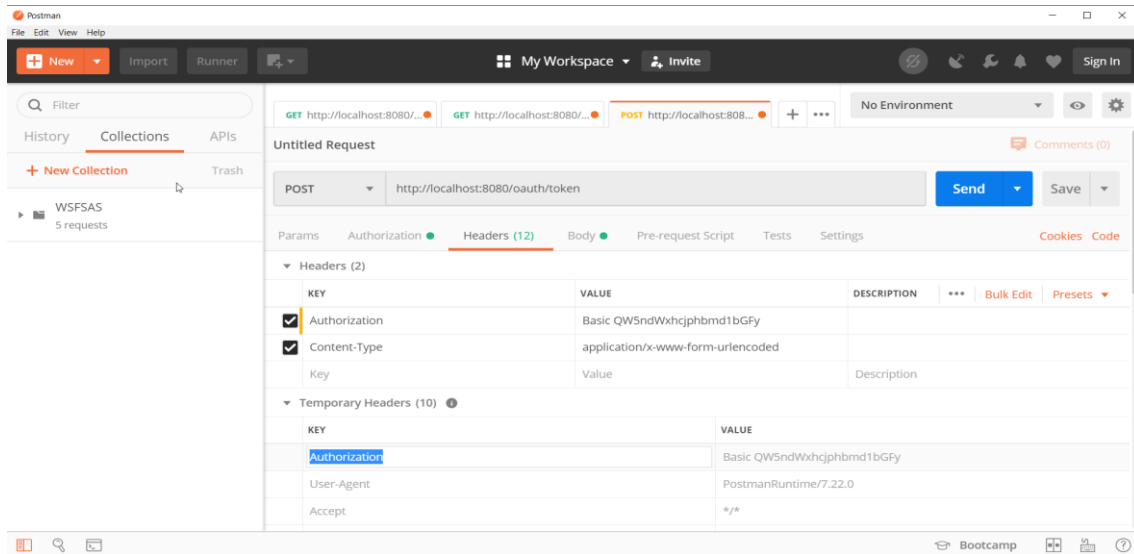 Postman
File Edit View Help
New Import Runner My Workspace Invite Sign In
Filter
History Collections APIs
+ New Collection Trash
WSFSAS
5 requests
GET http://localhost:8080/... GET http://localhost:8080/... POST http://localhost:808... + ••• No Environment
Untitled Request Comments (0)
POST http://localhost:8080/oauth/token Send Save
Params Authorization Headers (12) Body Pre-request Script Tests Settings Cookies Code
Headers (2)
KEY VALUE DESCRIPTION ••• Bulk Edit Presets
Authorization Basic QW5ndWxhcjphbmd1bGFy
Content-Type application/x-www-form-urlencoded
Key Value Description
Temporary Headers (10)
KEY VALUE
Authorization Basic QW5ndWxhcjphbmd1bGFy
User-Agent PostmanRuntime/7.22.0
Accept */*
Bootcamp